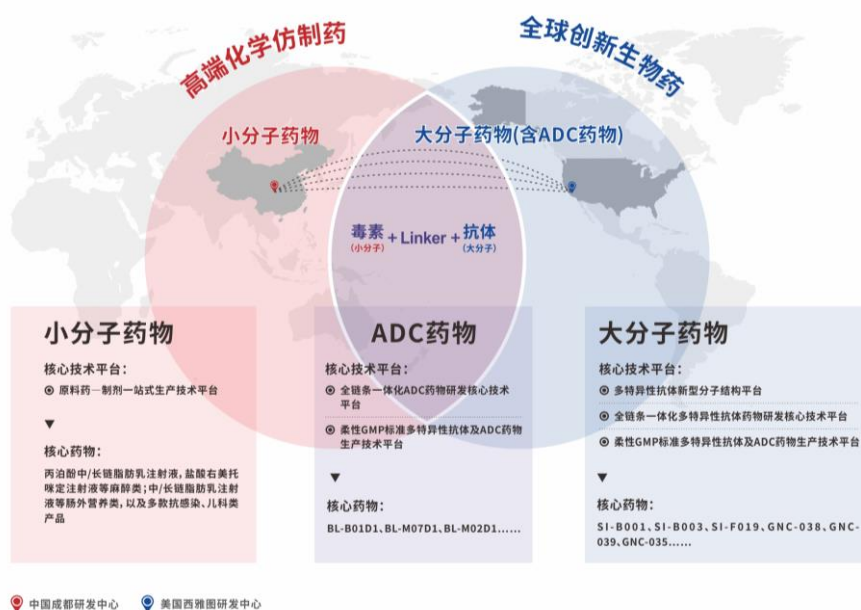 高端化学仿制药
全球创新生物药
小分子药物
大分子药物(含ADC药物)
毒素 + Linker + 抗体
(小分子)
(大分子)
小分子药物
核心技术平台：
原料药—制剂一站式生产技术平台
核心药物：
丙泊酚中/长链脂肪乳注射液，盐酸右美托
咪定注射液等麻醉类；中/长链脂肪乳注射
液等肠外营养类，以及多款抗感染、儿科类
产品
ADC药物
核心技术平台：
全链条一体化ADC药物研发核心技术
平台
柔性GMP标准多特异性抗体及ADC药物
生产技术平台
核心药物：
BL-B01D1、BL-M07D1、BL-M02D1......
大分子药物
核心技术平台：
多特异性抗体新型分子结构平台
全链条一体化多特异性抗体药物研发核心技术平台
柔性GMP标准多特异性抗体及ADC药物生产技术平台
核心药物：
SI-B001、SI-B003、SI-F019、GNC-038、GNC-
039、GNC-035......
中国成都研发中心
美国西雅图研发中心